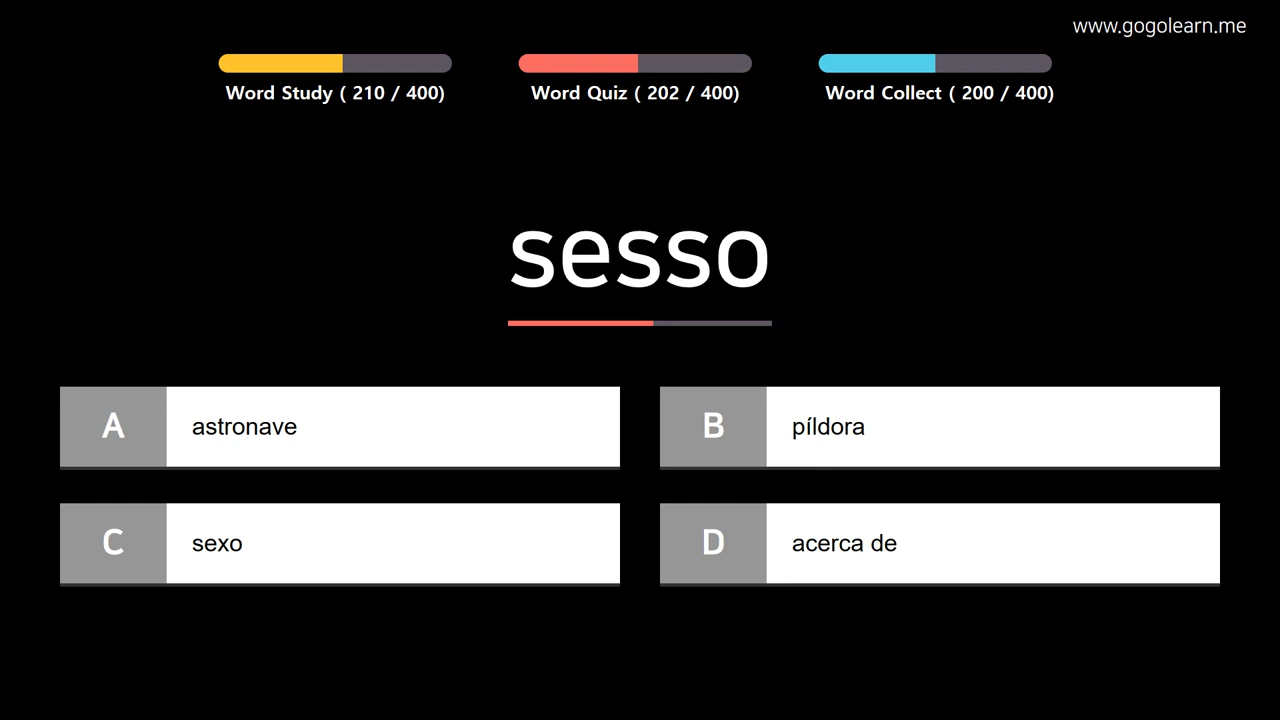 www.gogolearn.me
Word Study ( 210 / 400)
Word Quiz ( 202 / 400)
Word Collect ( 200 / 400)
sesso
A astronave
B píldora
C sexo
D acerca de